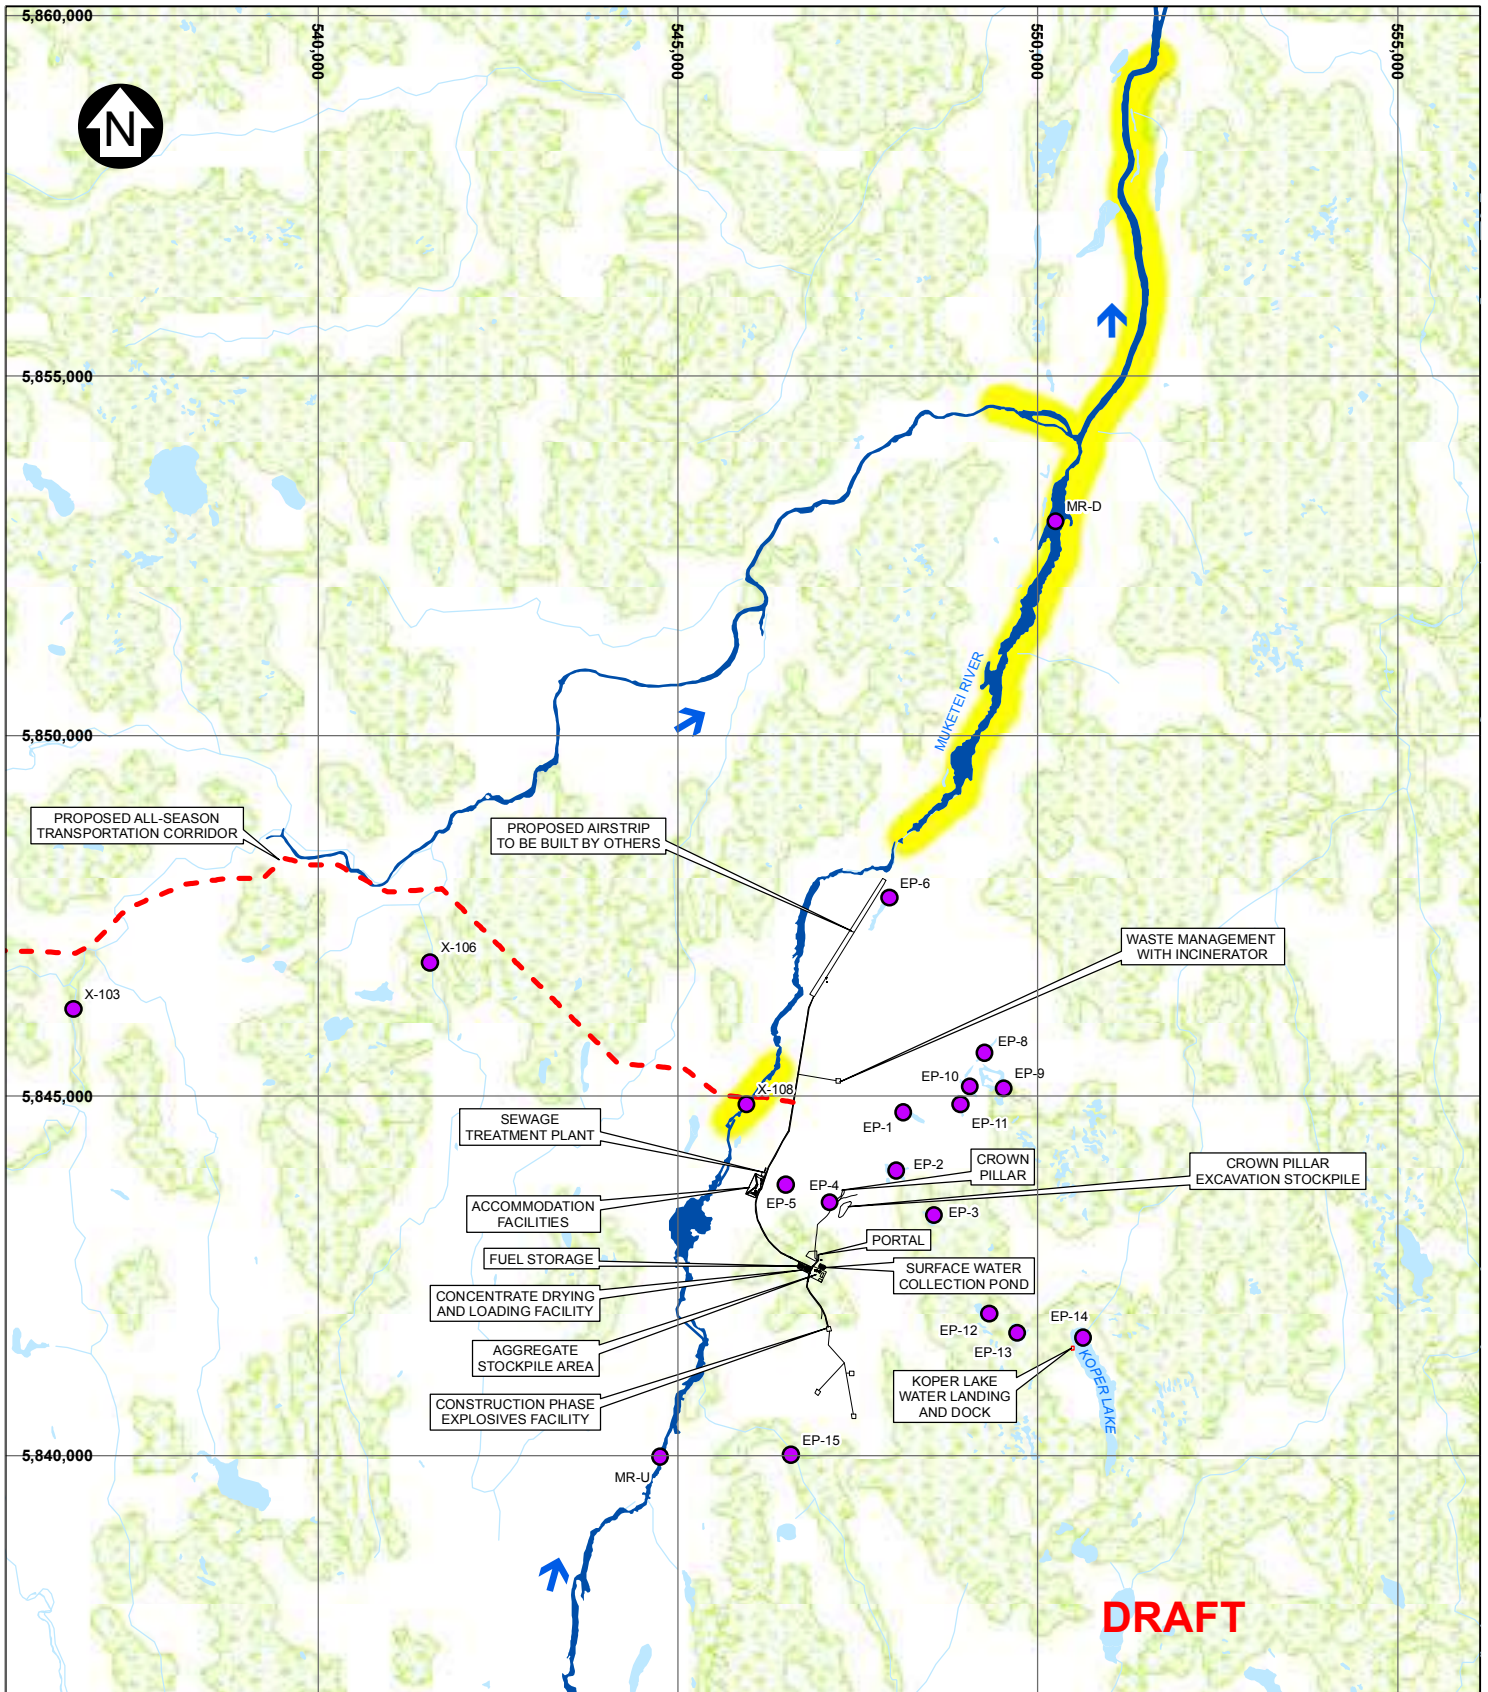 5,860,000
540,000
545,000
550,000
555,000
N
5,855,000
MR-D
MUKETEI RIVER
5,850,000
PROPOSED ALL-SEASON
TRANSPORTATION CORRIDOR
PROPOSED AIRSTRIP
TO BE BUILT BY OTHERS
EP-6
WASTE MANAGEMENT
WITH INCINERATOR
X-106
X-103
EP-8
EP-10
EP-9
X-108
5,845,000
EP-1
EP-11
SEWAGE
TREATMENT PLANT
EP-2
CROWN
PILLAR
CROWN PILLAR
EXCAVATION STOCKPILE
EP-4
EP-5
ACCOMMODATION
FACILITIES
EP-3
PORTAL
FUEL STORAGE
SURFACE WATER
COLLECTION POND
CONCENTRATE DRYING
AND LOADING FACILITY
EP-14
EP-12
EP-13
AGGREGATE
STOCKPILE AREA
KOPER LAKE
WATER LANDING
AND DOCK
KOPER LAKE
CONSTRUCTION PHASE
EXPLOSIVES FACILITY
EP-15
5,840,000
MR-U
DRAFT